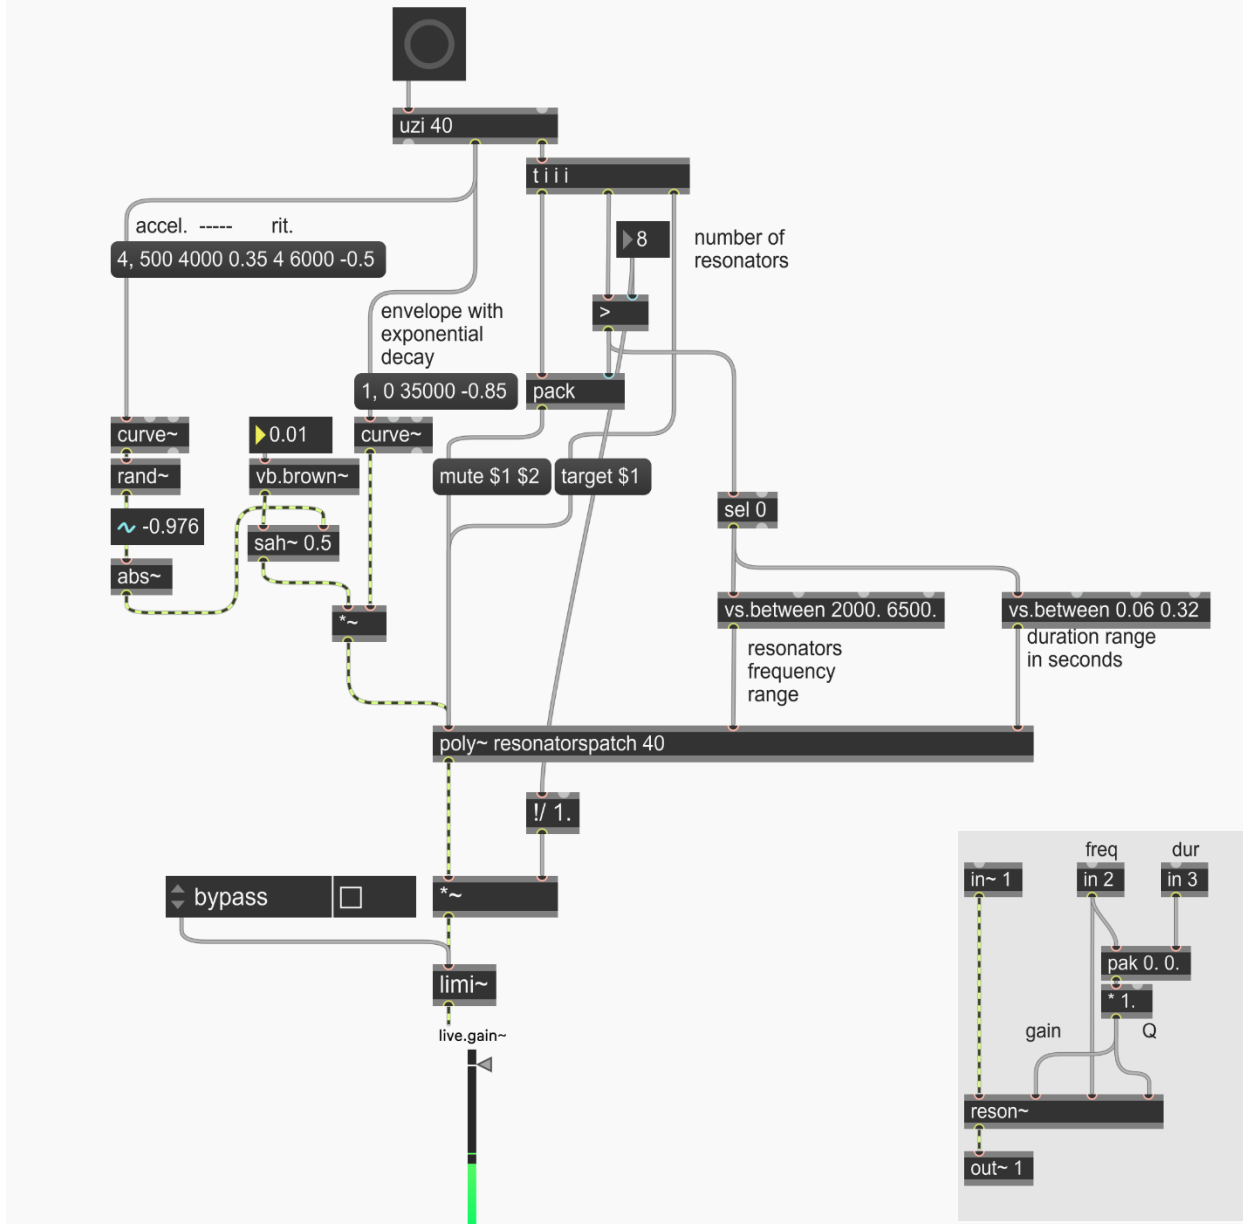 uzi 40
t i i i
accel. ----- rit.
8
number of
resonators
4, 500 4000 0.35 4 6000 -0.5
envelope with
exponential
decay
>
1, 0 35000 -0.85
pack
curve~
0.01
curve~
rand~
vb.brown~
mute $1 $2
target $1
-0.976
sah~ 0.5
sel 0
abs~
*~
vs.between 2000. 6500.
vs.between 0.06 0.32
resonators
frequency
range
duration range
in seconds
poly~ resonatorspatch 40
!/ 1.
bypass
*~
limi~
live.gain~
freq
dur
in~ 1
in 2
in 3
pak 0. 0.
* 1.
gain
Q
reson~
out~ 1